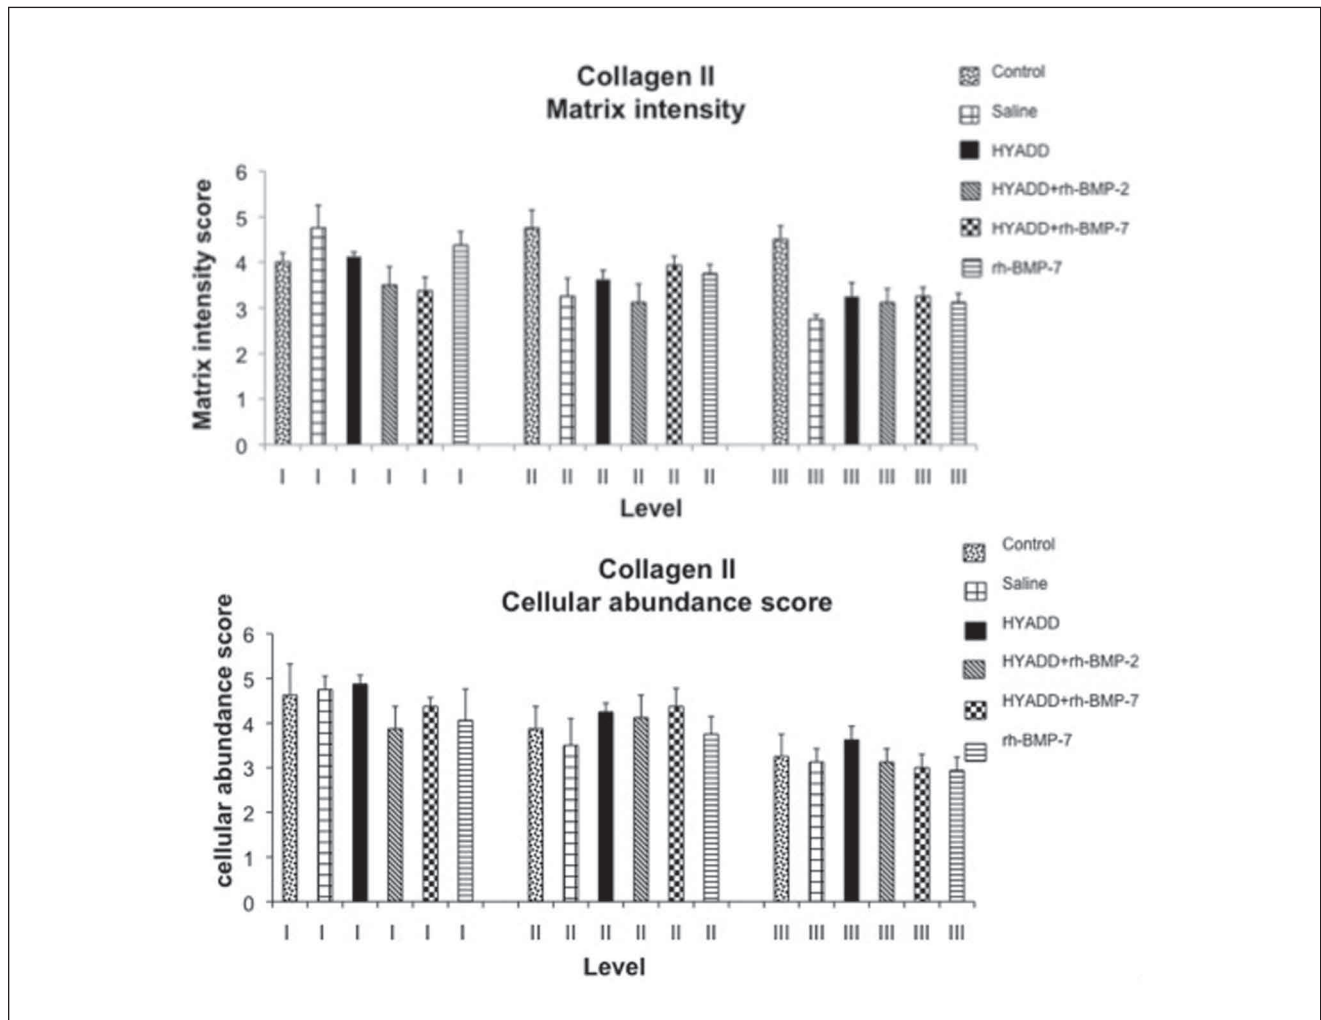 Collagen II
Matrix intensity
Control
Saline
HYADD
HYADD+rh-BMP-2
HYADD+rh-BMP-7
rh-BMP-7
Matrix intensity score
6
5
4
3
2
1
0
I I I I I I II II II II II II III III III III III III
Level
Collagen II
Cellular abundance score
Control
Saline
HYADD
HYADD+rh-BMP-2
HYADD+rh-BMP-7
rh-BMP-7
cellular abundance score
6
5
4
3
2
1
0
I I I I I I II II II II II II III III III III III III
Level